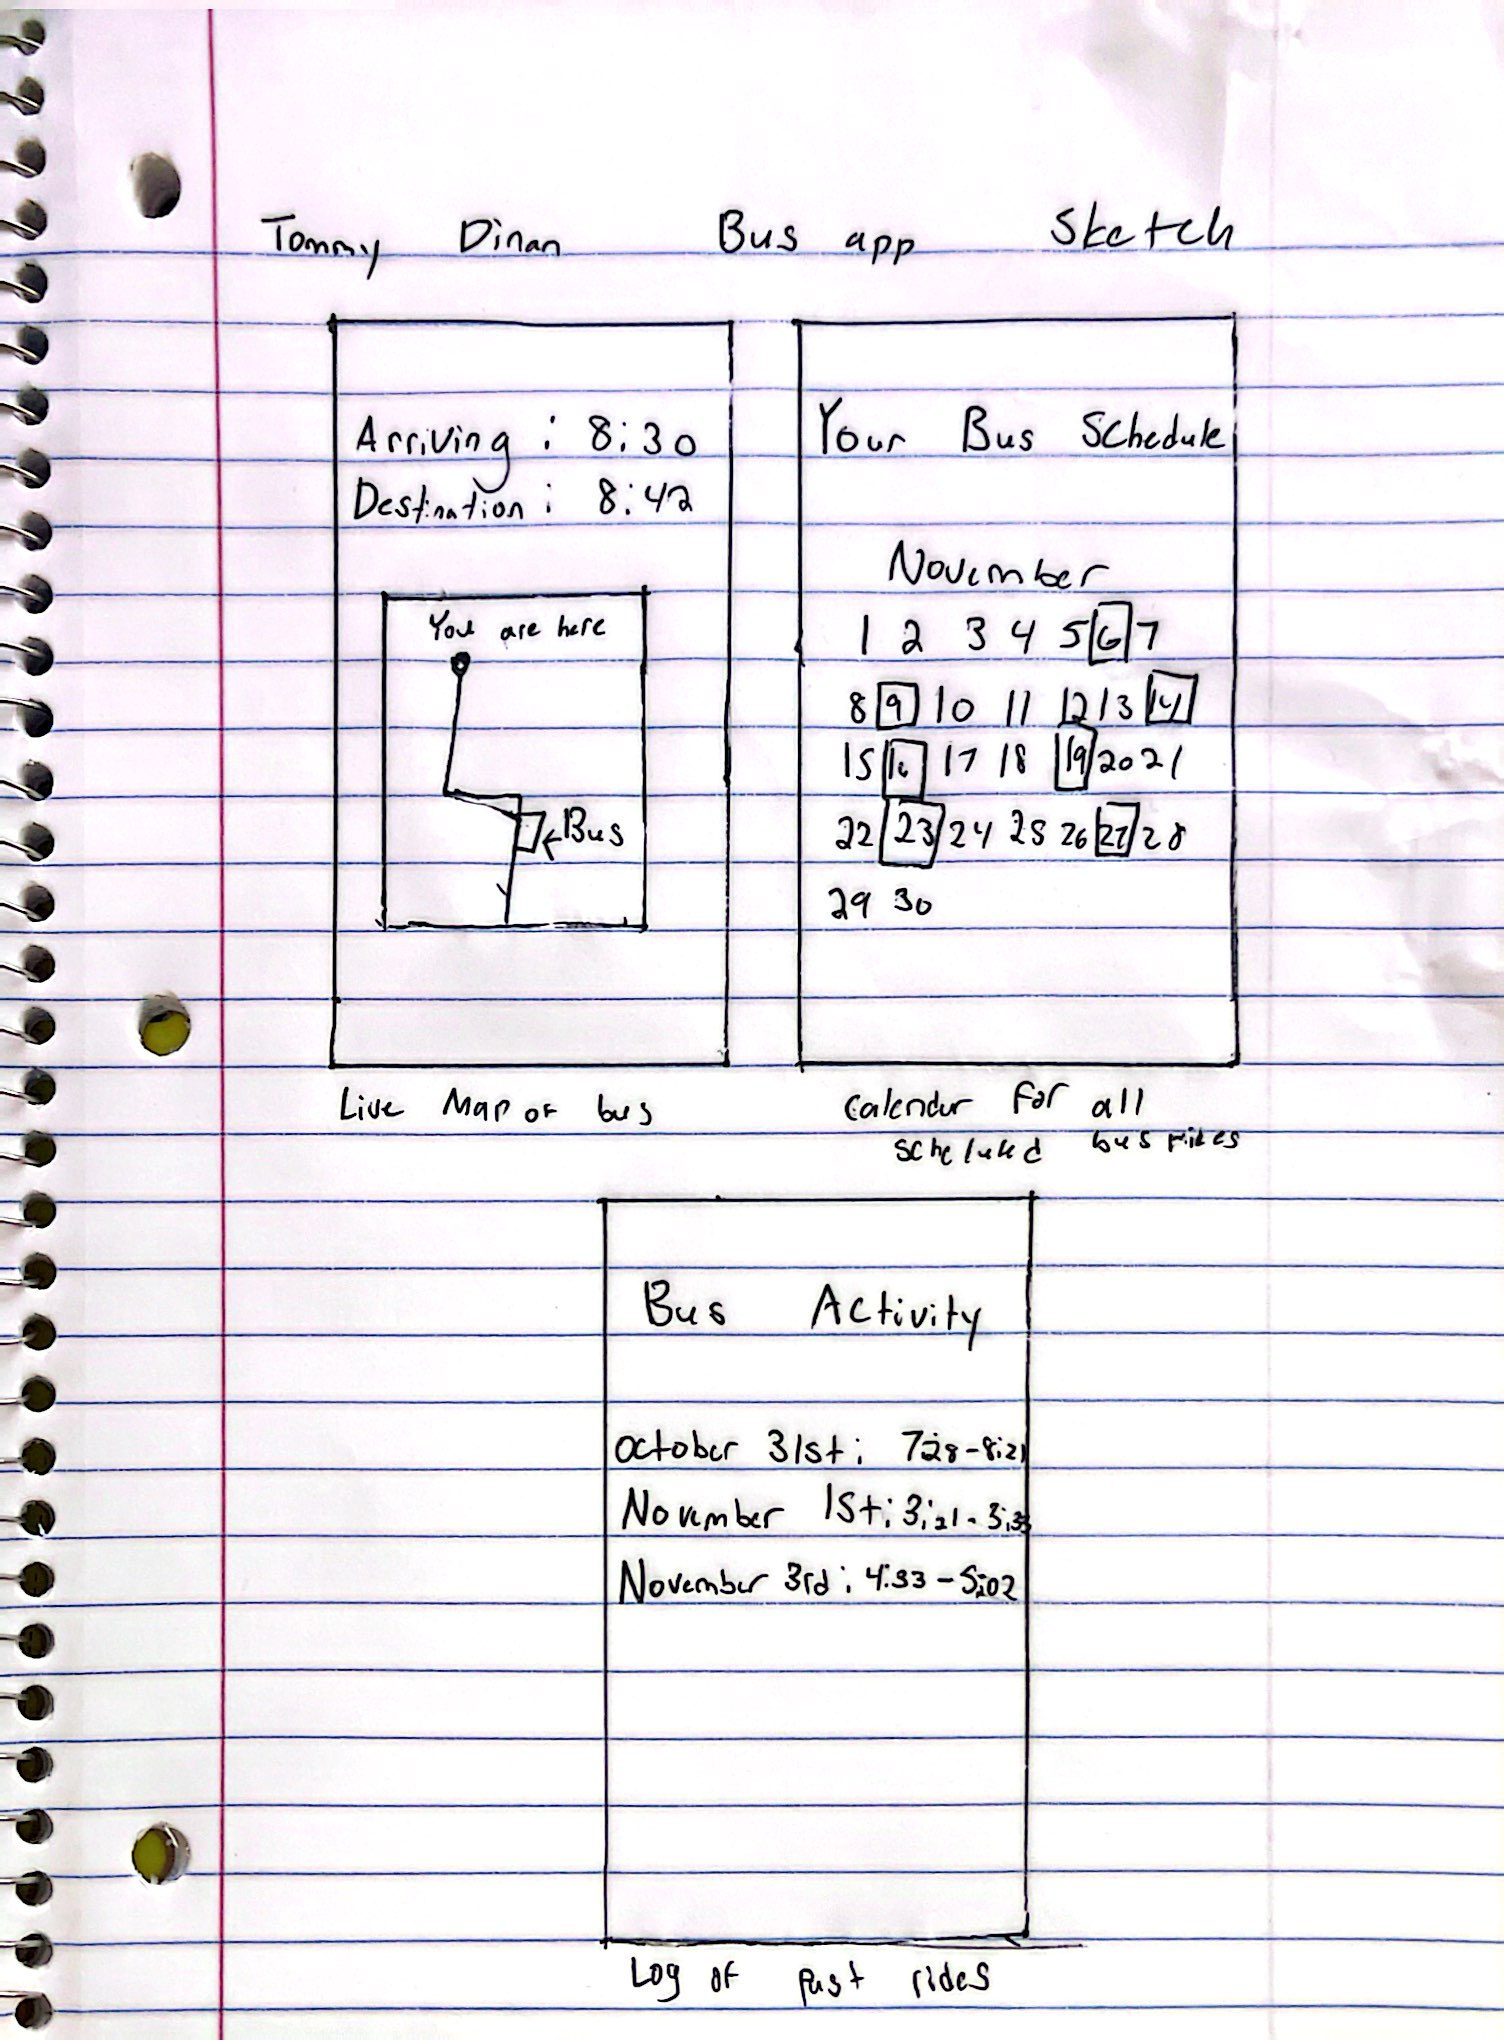 Tommy Dinan Bus app Sketch
Arriving : 8:30
Destination : 8:42
You are here
Bus
Live Map of bus
Your Bus Schedule
November
1 2 3 4 5 6 7
8 9 10 11 12 13 14
15 16 17 18 19 20 21
22 23 24 25 26 27 28
29 30
Calendar for all
scheduled bus rides
Bus Activity
October 31st: 7:28-8:21
November 1st: 3:21-3:33
November 3rd: 4:33-5:02
Log of past rides